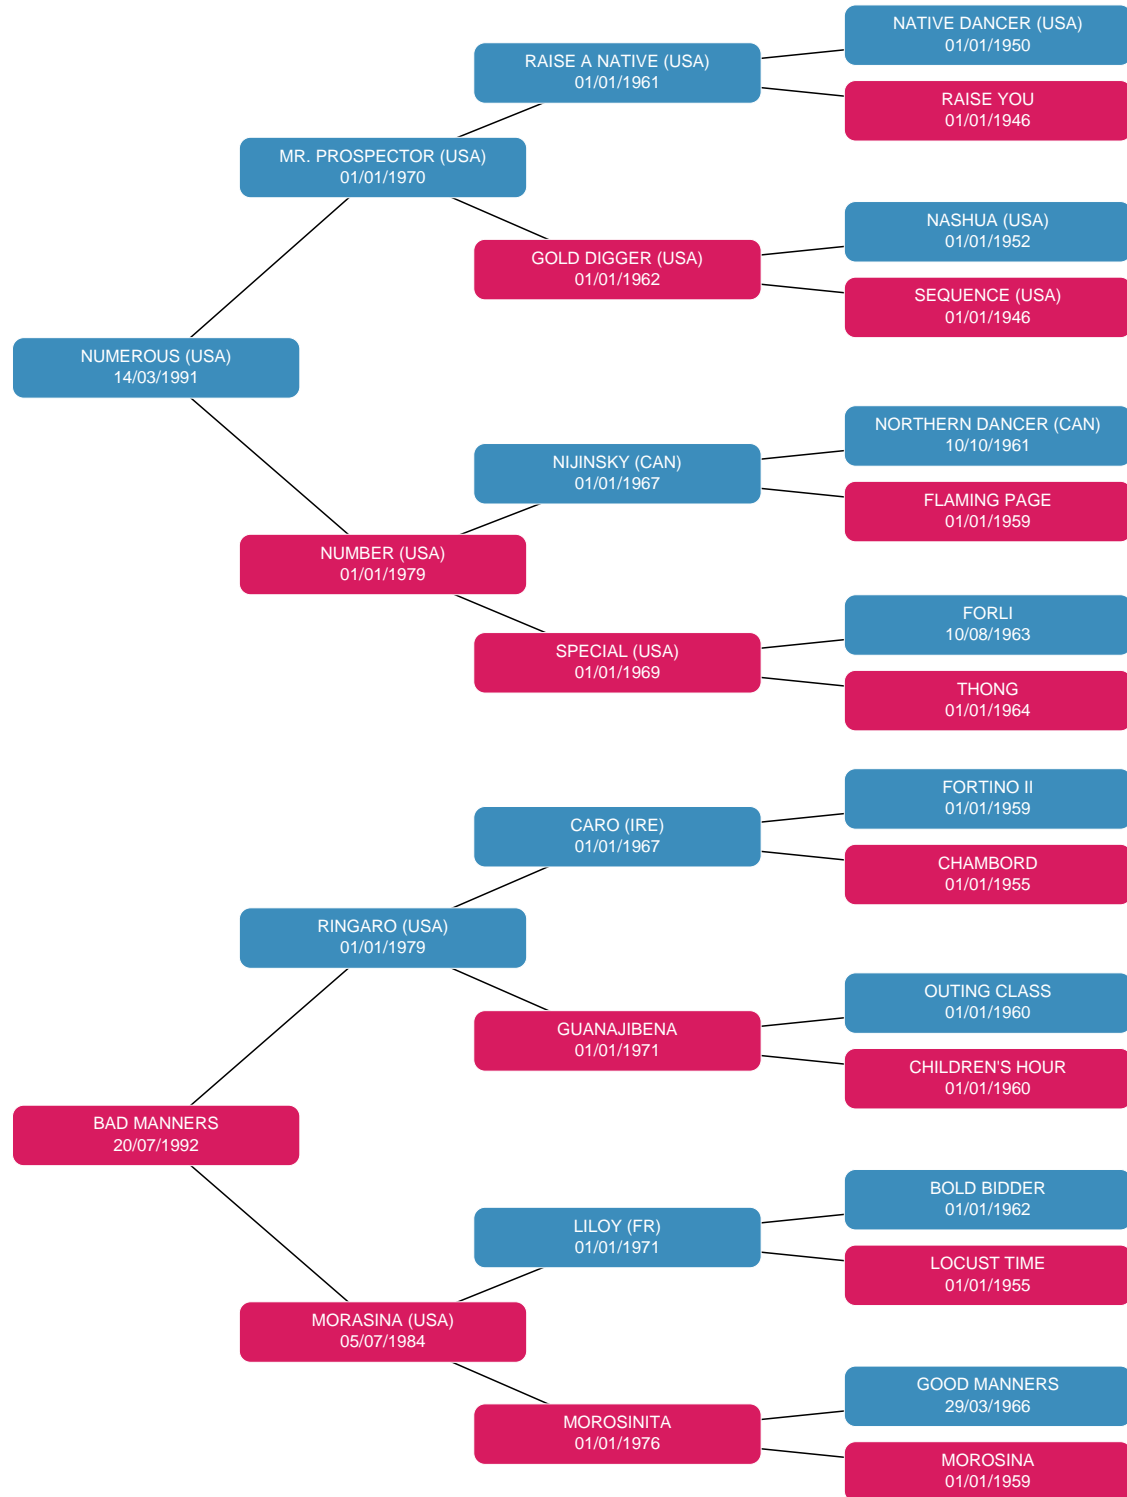 NATIVE DANCER (USA)
01/01/1950
RAISE A NATIVE (USA)
01/01/1961
RAISE YOU
01/01/1946
MR. PROSPECTOR (USA)
01/01/1970
NASHUA (USA)
01/01/1952
GOLD DIGGER (USA)
01/01/1962
SEQUENCE (USA)
01/01/1946
NUMEROUS (USA)
14/03/1991
NORTHERN DANCER (CAN)
10/10/1961
NIJINSKY (CAN)
01/01/1967
FLAMING PAGE
01/01/1959
NUMBER (USA)
01/01/1979
FORLI
10/08/1963
SPECIAL (USA)
01/01/1969
THONG
01/01/1964
FORTINO II
01/01/1959
CARO (IRE)
01/01/1967
CHAMBORD
01/01/1955
RINGARO (USA)
01/01/1979
OUTING CLASS
01/01/1960
GUANAJIBENA
01/01/1971
CHILDREN'S HOUR
01/01/1960
BAD MANNERS
20/07/1992
BOLD BIDDER
01/01/1962
LILOY (FR)
01/01/1971
LOCUST TIME
01/01/1955
MORASINA (USA)
05/07/1984
GOOD MANNERS
29/03/1966
MOROSINITA
01/01/1976
MOROSINA
01/01/1959